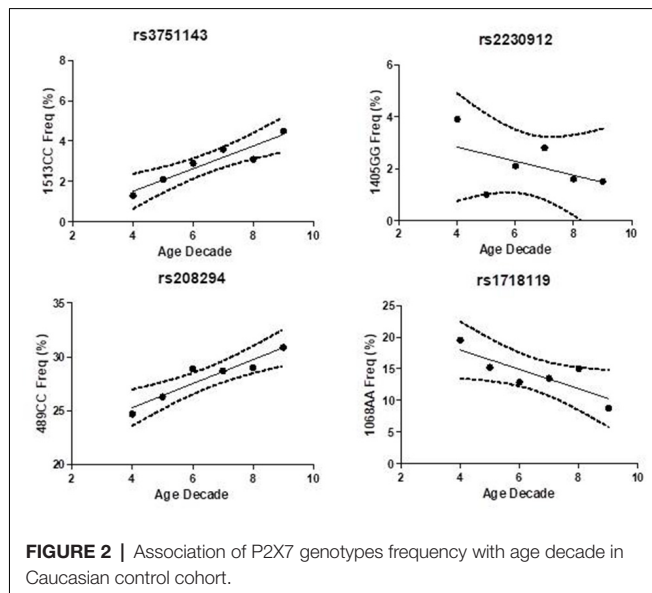 rs3751143
1513CC Freq (%)
8
6
4
2
0
2
4
6
8
10
Age Decade
rs2230912
1405GG Freq (%)
6
4
2
0
2
4
6
8
10
Age Decade
rs208294
489CC Freq (%)
35
30
25
20
2
4
6
8
10
Age Decade
rs1718119
1068AA Freq (%)
25
20
15
10
5
0
2
4
6
8
10
Age Decade
FIGURE 2 | Association of P2X7 genotypes frequency with age decade in
Caucasian control cohort.